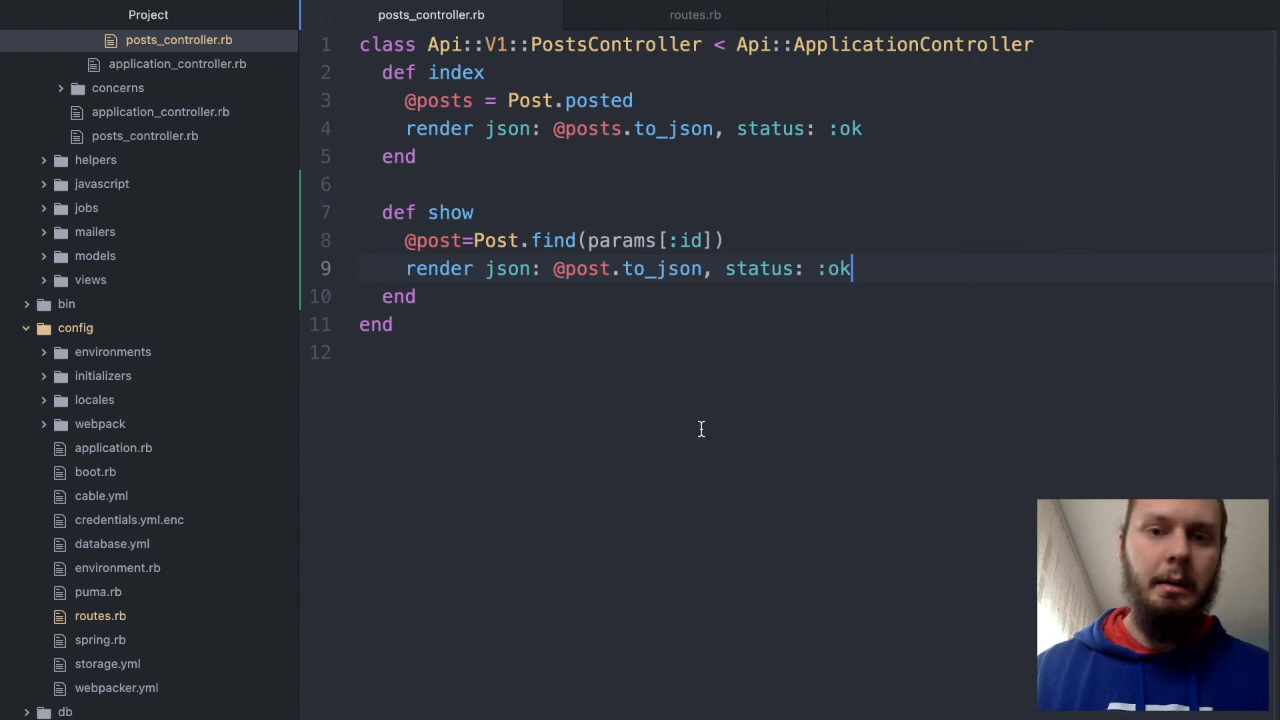 Project
posts_controller.rb
application_controller.rb
concerns
application_controller.rb
posts_controller.rb
helpers
javascript
jobs
mailers
models
views
bin
config
environments
initializers
locales
webpack
application.rb
boot.rb
cable.yml
credentials.yml.enc
database.yml
environment.rb
puma.rb
routes.rb
spring.rb
storage.yml
webpacker.yml
db
posts_controller.rb
routes.rb
1 class Api::V1::PostsController < Api::ApplicationController
2   def index
3     @posts = Post.posted
4     render json: @posts.to_json, status: :ok
5   end
6
7   def show
8     @post=Post.find(params[:id])
9     render json: @post.to_json, status: :ok
10   end
11 end
12